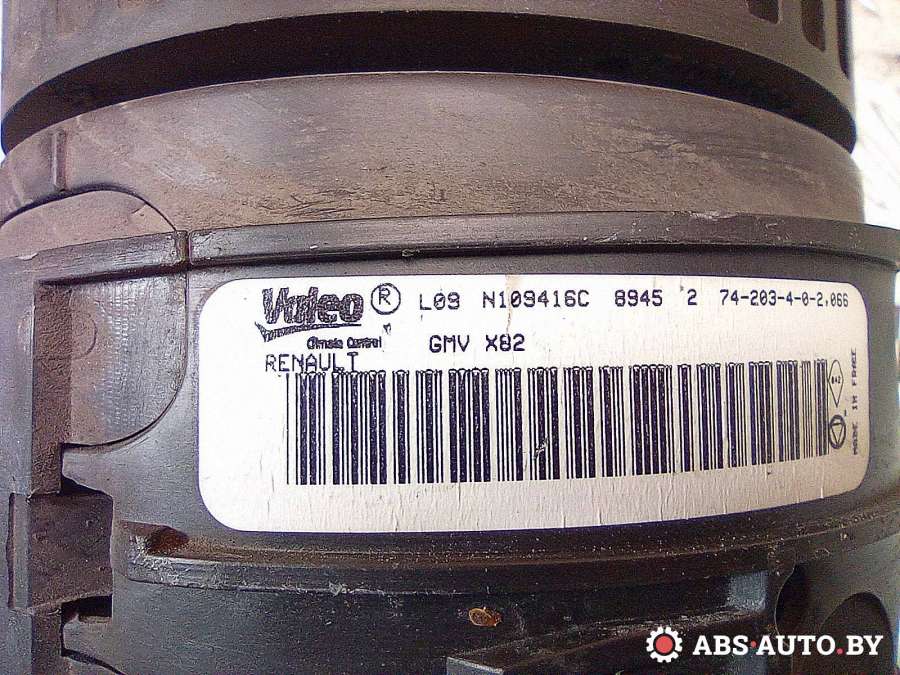 Valeo® L09 N109416C 8945 2 74-203-4-0-2,066
Climate Control GMV X82
RENAULT
MADE IN FRANCE
ABS-AUTO.BY